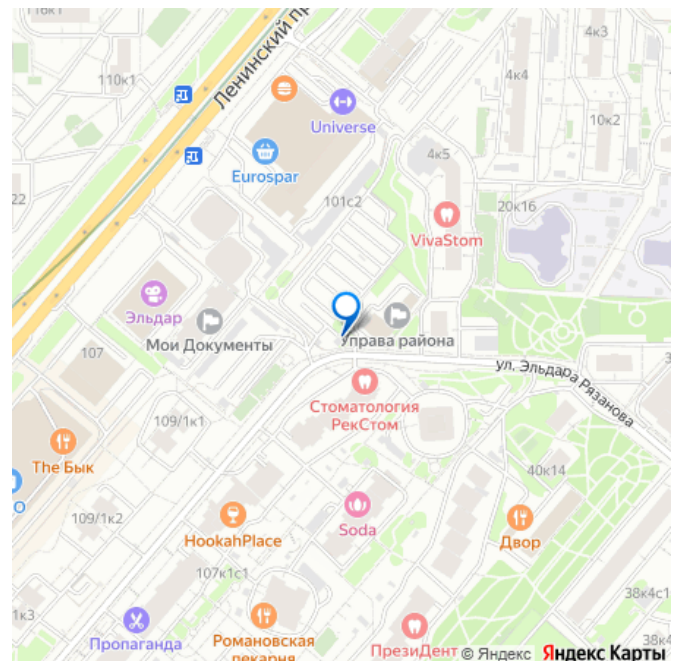 116к1
Ленинский пр
4к3
110к1
4к4
Universe
10к2
4к5
Eurospar
22
101с2
20к16
VivaStom
Эльдар
Мои Документы
Управа района
107
ул. Эльдара Рязанова
Стоматология
РекСтом
109/1к1
The Бык
40к14
О
109/1к2
HookahPlace
Soda
Двор
107к1с1
38к4с1
1к3
Пропаганда
Романовская
пекарня
ПрезиДент
38к4
© Яндекс Яндекс Карты